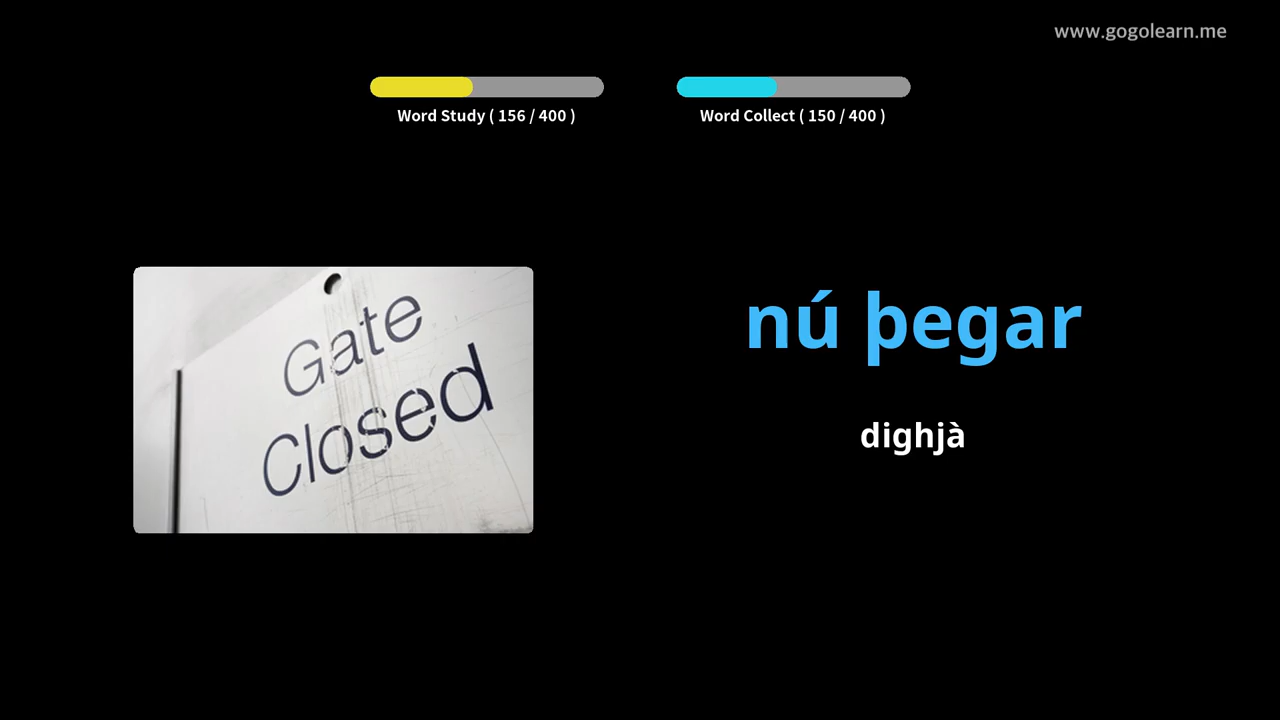 www.gogolearn.me
Word Study ( 156 / 400 )
Word Collect ( 150 / 400 )
Gate
Closed
nú þegar
dighjà